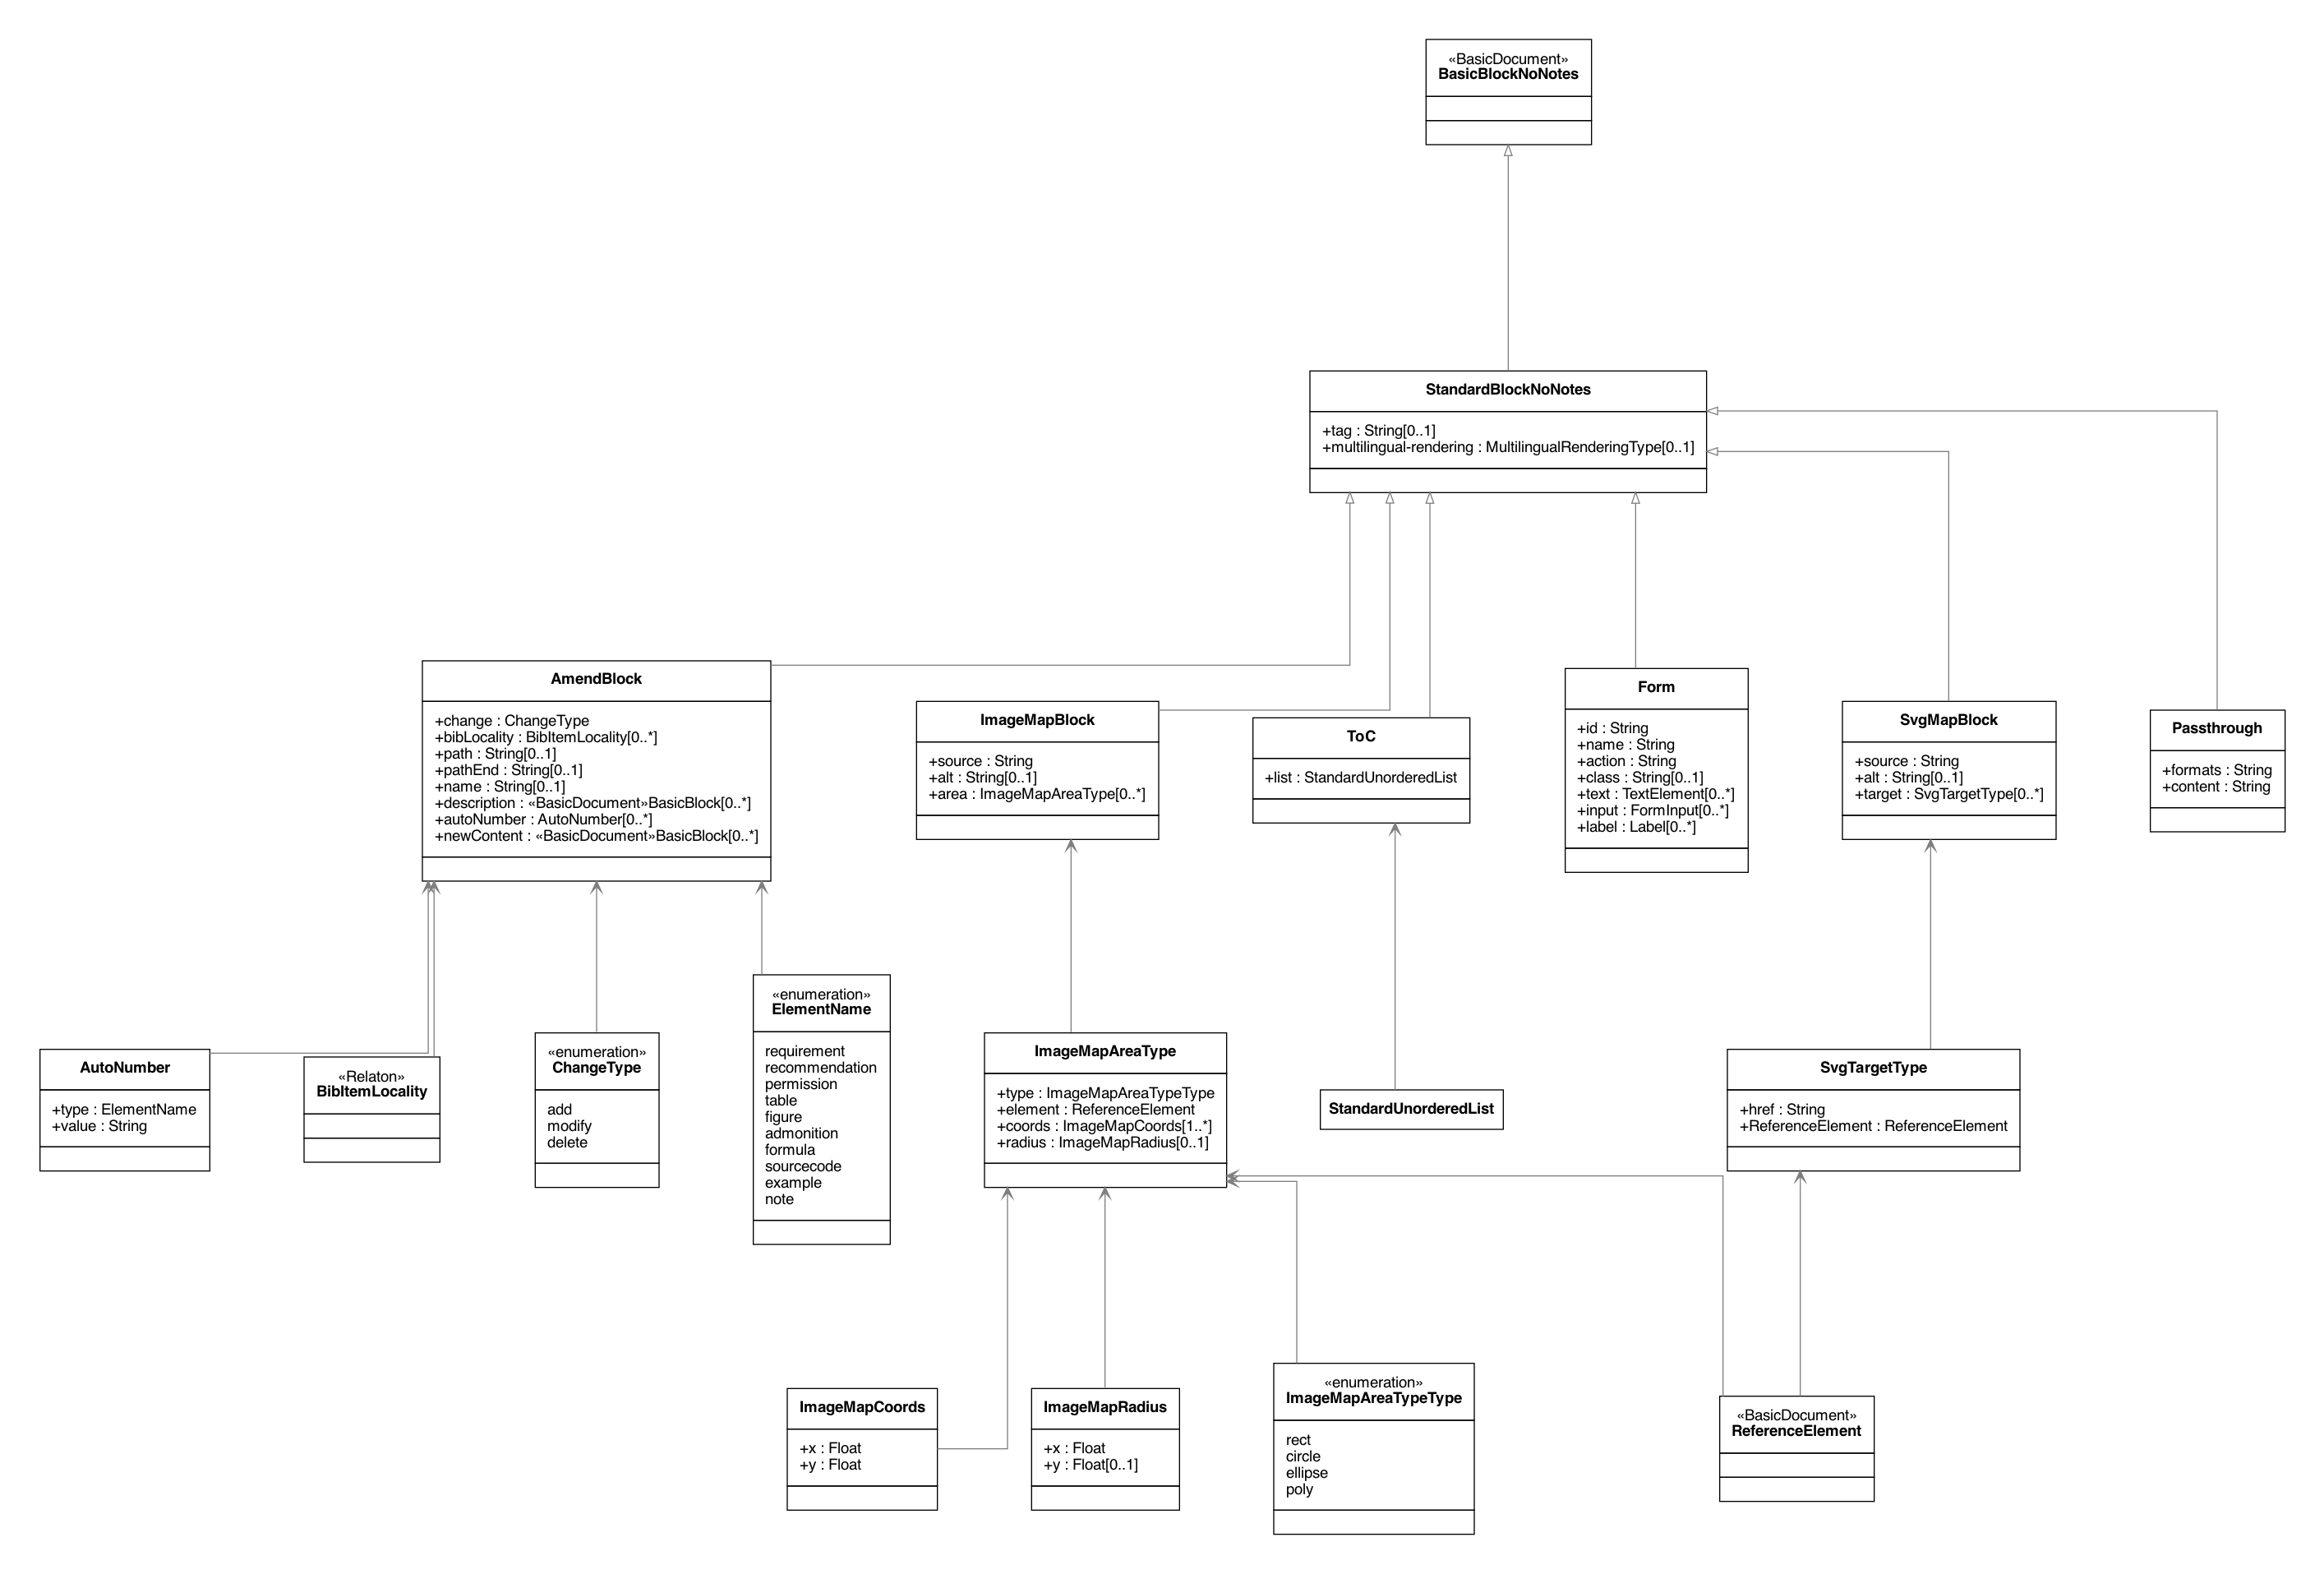 «BasicDocument»
BasicBlockNoNotes
StandardBlockNoNotes
+tag : String[0..1]
+multilingual-rendering : MultilingualRenderingType[0..1]
AmendBlock
+change : ChangeType
+bibLocality : BibItemLocality[0..*]
+path : String[0..1]
+pathEnd : String[0..1]
+name : String[0..1]
+description : «BasicDocument»BasicBlock[0..*]
+autoNumber : AutoNumber[0..*]
+newContent : «BasicDocument»BasicBlock[0..*]
ImageMapBlock
+source : String
+alt : String[0..1]
+area : ImageMapAreaType[0..*]
ToC
+list : StandardUnorderedList
Form
+id : String
+name : String
+action : String
+class : String[0..1]
+text : TextElement[0..*]
+input : FormInput[0..*]
+label : Label[0..*]
SvgMapBlock
+source : String
+alt : String[0..1]
+target : SvgTargetType[0..*]
Passthrough
+formats : String
+content : String
AutoNumber
+type : ElementName
+value : String
«Relaton»
BibItemLocality
«enumeration»
ChangeType
add
modify
delete
«enumeration»
ElementName
requirement
recommendation
permission
table
figure
admonition
formula
sourcecode
example
note
ImageMapAreaType
+type : ImageMapAreaTypeType
+element : ReferenceElement
+coords : ImageMapCoords[1..*]
+radius : ImageMapRadius[0..1]
StandardUnorderedList
SvgTargetType
+href : String
+ReferenceElement : ReferenceElement
ImageMapCoords
+x : Float
+y : Float
ImageMapRadius
+x : Float
+y : Float[0..1]
«enumeration»
ImageMapAreaTypeType
rect
circle
ellipse
poly
«BasicDocument»
ReferenceElement